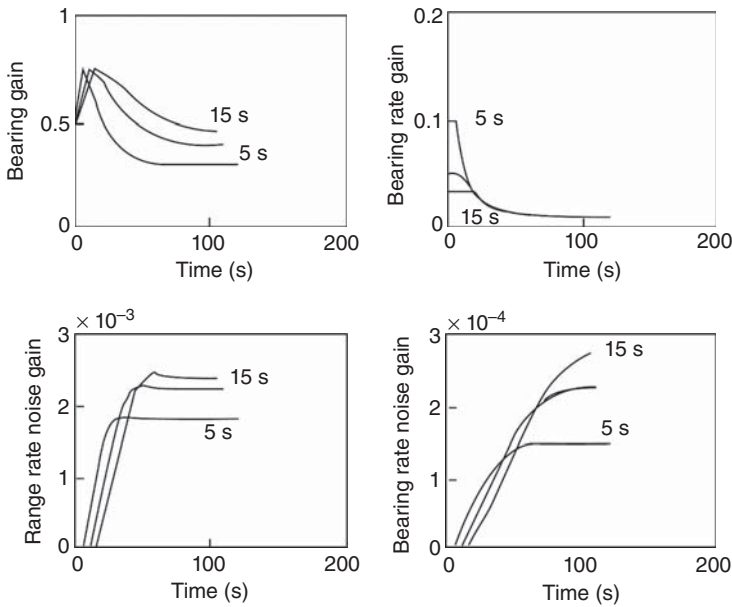 1
0.5
0
Bearing gain
15 s
5 s
0
100
200
Time (s)
0.2
0.1
0
Bearing rate gain
5 s
15 s
0
100
200
Time (s)
× 10⁻³
3
2
1
0
Range rate noise gain
15 s
5 s
0
100
200
Time (s)
× 10⁻⁴
3
2
1
0
Bearing rate noise gain
15 s
5 s
0
100
200
Time (s)